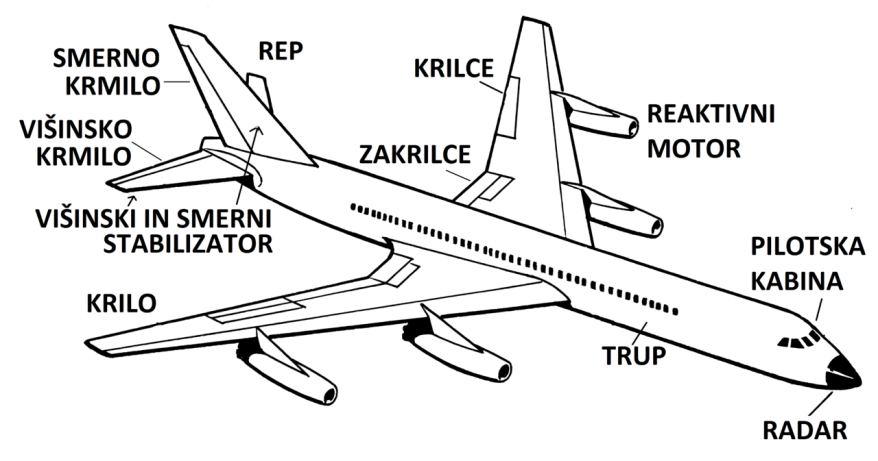 REP
SMERNO
KRMILO
KRILCE
REAKTIVNI
MOTOR
VIŠINSKO
KRMILO
ZAKRILCE
VIŠINSKI IN SMERNI
STABILIZATOR
PILOTSKA
KABINA
KRILO
TRUP
RADAR